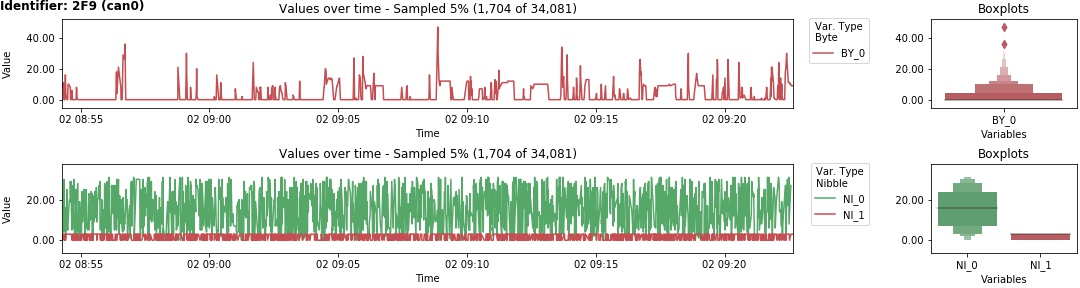 Identifier: 2F9 (can0)
Values over time - Sampled 5% (1,704 of 34,081)
Value
40.00
20.00
0.00
02 08:55
02 09:00
02 09:05
02 09:10
02 09:15
02 09:20
Time
Var. Type
Byte
BY_0
Boxplots
40.00
20.00
0.00
BY_0
Variables
Values over time - Sampled 5% (1,704 of 34,081)
Value
20.00
0.00
02 08:55
02 09:00
02 09:05
02 09:10
02 09:15
02 09:20
Time
Var. Type
Nibble
NI_0
NI_1
Boxplots
20.00
0.00
NI_0
NI_1
Variables